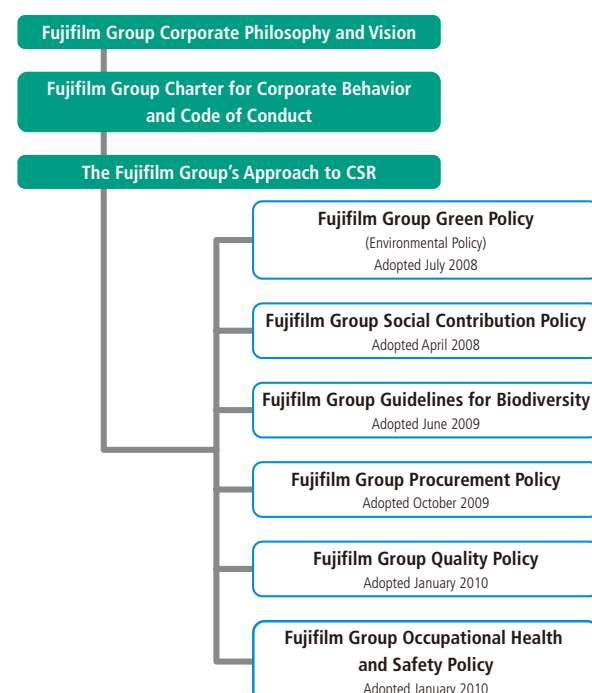 Fujifilm Group Corporate Philosophy and Vision
Fujifilm Group Charter for Corporate Behavior
and Code of Conduct
The Fujifilm Group's Approach to CSR
Fujifilm Group Green Policy
(Environmental Policy)
Adopted July 2008
Fujifilm Group Social Contribution Policy
Adopted April 2008
Fujifilm Group Guidelines for Biodiversity
Adopted June 2009
Fujifilm Group Procurement Policy
Adopted October 2009
Fujifilm Group Quality Policy
Adopted January 2010
Fujifilm Group Occupational Health
and Safety Policy
Adopted January 2010